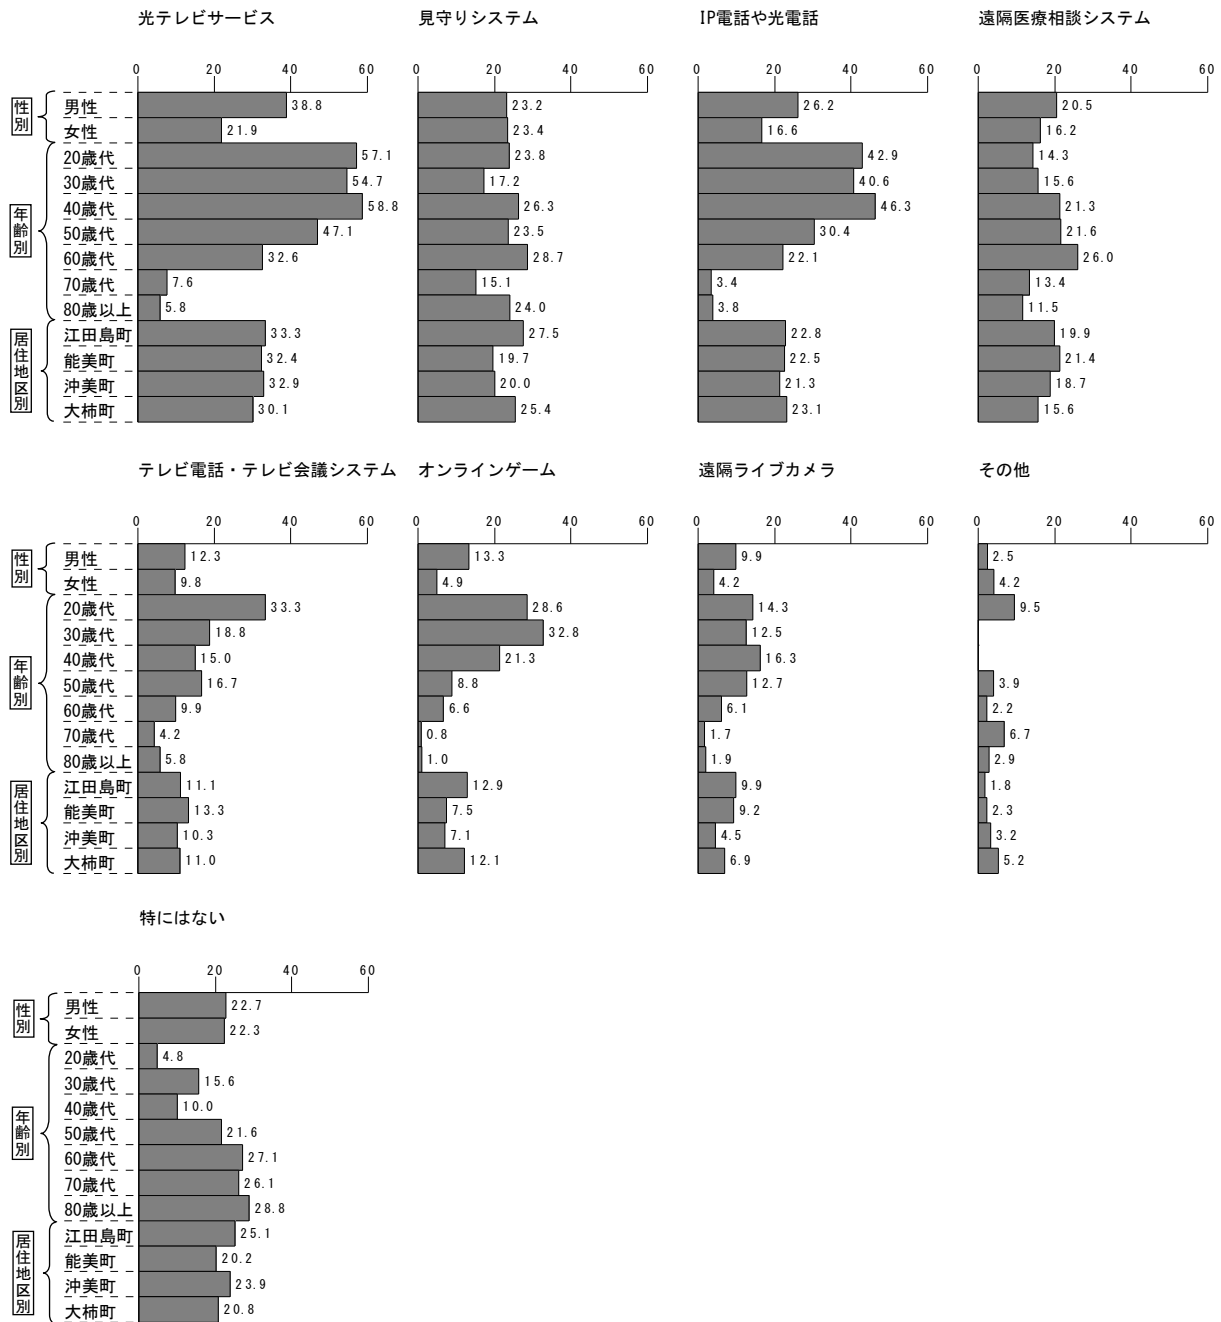 光テレビサービス 見守りシステム IP電話や光電話 遠隔医療相談システム
0 20 40 60 0 20 40 60 0 20 40 60 0 20 40 60
性別
男性 38.8 23.2 26.2 20.5
女性 21.9 23.4 16.6 16.2
年齢別
20歳代 57.1 23.8 42.9 14.3
30歳代 54.7 17.2 40.6 15.6
40歳代 58.8 26.3 46.3 21.3
50歳代 47.1 23.5 30.4 21.6
60歳代 32.6 28.7 22.1 26.0
70歳代 7.6 15.1 3.4 13.4
80歳以上 5.8 24.0 3.8 11.5
居住地区別
江田島町 33.3 27.5 22.8 19.9
能美町 32.4 19.7 22.5 21.4
沖美町 32.9 20.0 21.3 18.7
大柿町 30.1 25.4 23.1 15.6
テレビ電話・テレビ会議システム オンラインゲーム 遠隔ライブカメラ その他
0 20 40 60 0 20 40 60 0 20 40 60 0 20 40 60
性別
男性 12.3 13.3 9.9 2.5
女性 9.8 4.9 4.2 4.2
年齢別
20歳代 33.3 28.6 14.3 9.5
30歳代 18.8 32.8 12.5
40歳代 15.0 21.3 16.3
50歳代 16.7 8.8 12.7 3.9
60歳代 9.9 6.6 6.1 2.2
70歳代 4.2 0.8 1.7 6.7
80歳以上 5.8 1.0 1.9 2.9
居住地区別
江田島町 11.1 12.9 9.9 1.8
能美町 13.3 7.5 9.2 2.3
沖美町 10.3 7.1 4.5 3.2
大柿町 11.0 12.1 6.9 5.2
特にはない
0 20 40 60
性別
男性 22.7
女性 22.3
年齢別
20歳代 4.8
30歳代 15.6
40歳代 10.0
50歳代 21.6
60歳代 27.1
70歳代 26.1
80歳以上 28.8
居住地区別
江田島町 25.1
能美町 20.2
沖美町 23.9
大柿町 20.8